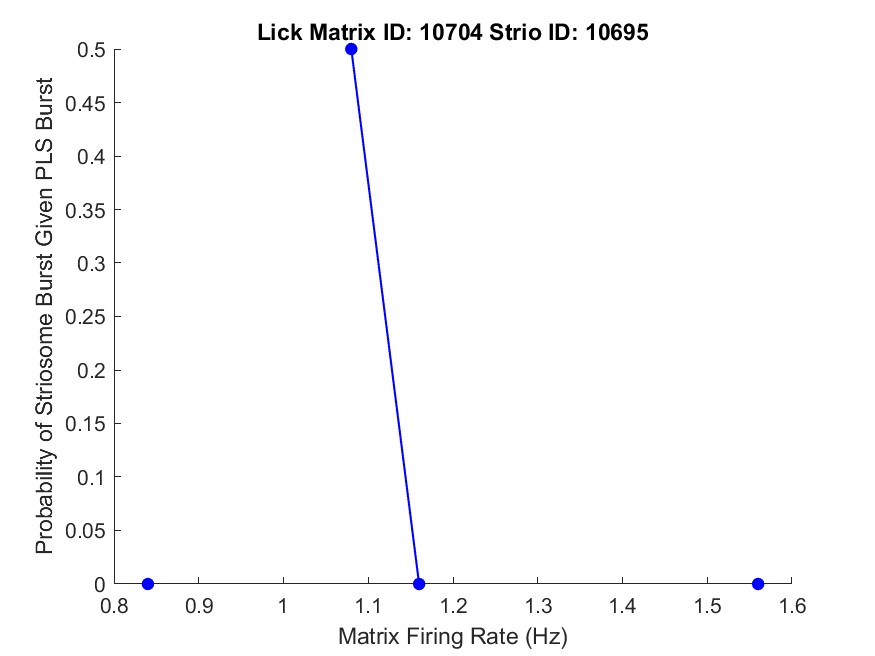 Lick Matrix ID: 10704 Strio ID: 10695
Probability of Striosome Burst Given PLS Burst
0.5
0.45
0.4
0.35
0.3
0.25
0.2
0.15
0.1
0.05
0
0.8 0.9 1 1.1 1.2 1.3 1.4 1.5 1.6
Matrix Firing Rate (Hz)